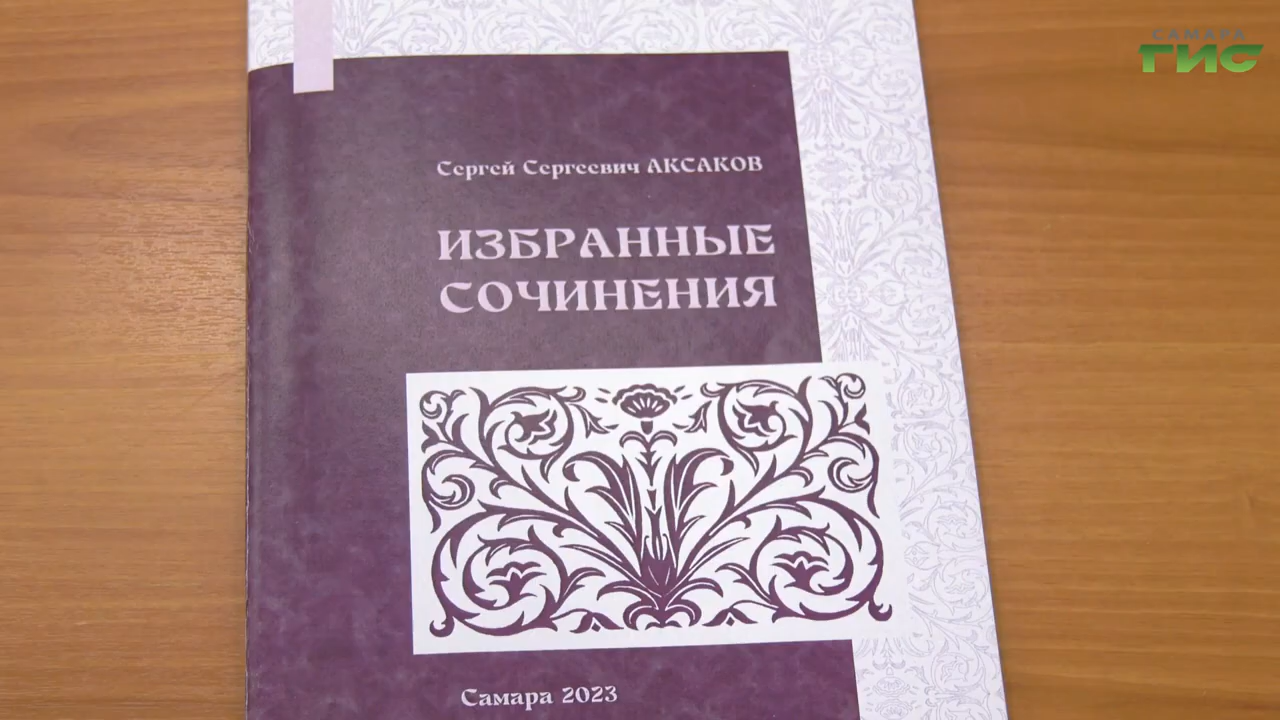 САМАРА
ГИС
Сергей Сергеевич АКСАКОВ
ИЗБРАННЫЕ
СОЧИНЕНИЯ
Самара 2023